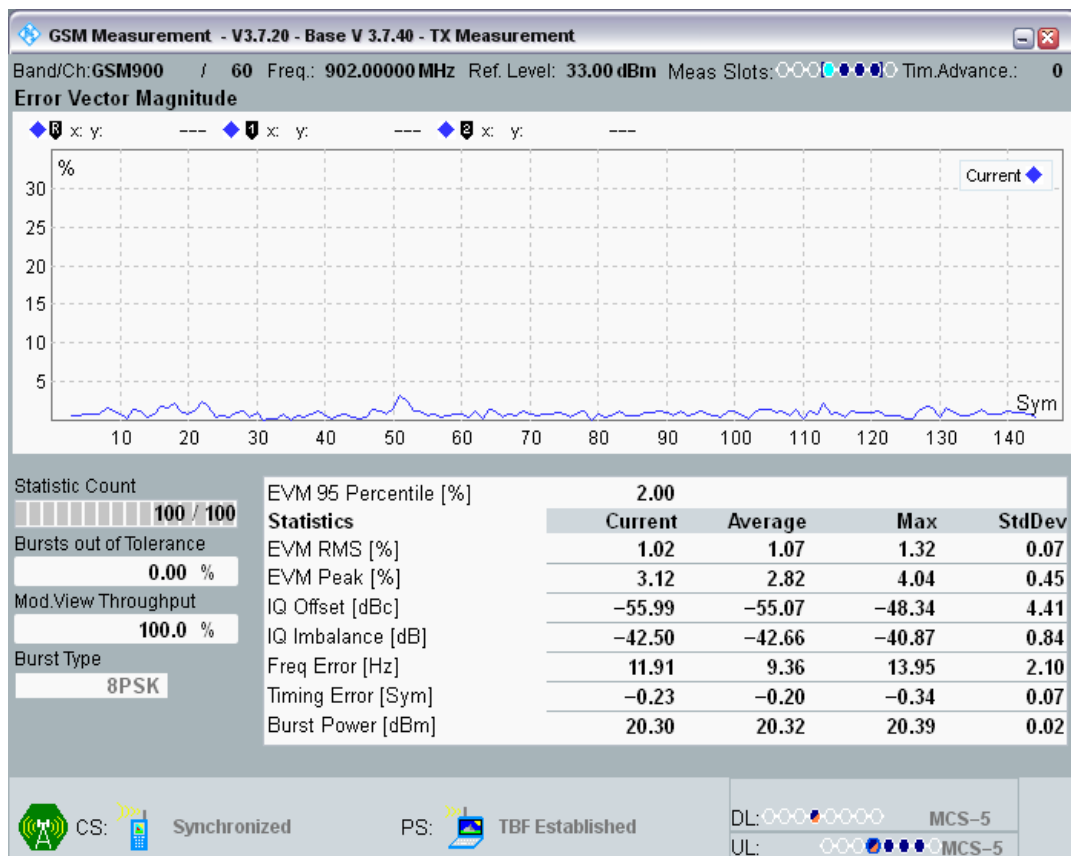 GSM Measurement - V3.7.20 - Base V 3.7.40 - TX Measurement
Band/Ch:GSM900 / 60 Freq.: 902.00000 MHz Ref. Level: 33.00 dBm Meas Slots: Tim.Advance.: 0
Error Vector Magnitude
R x: y: --- 1 x: y: --- 2 x: y: ---
%
Current
30
25
20
15
10
5
Sym
10 20 30 40 50 60 70 80 90 100 110 120 130 140
Statistic Count
100 / 100
Bursts out of Tolerance
0.00 %
Mod.View Throughput
100.0 %
Burst Type
8PSK
EVM 95 Percentile [%] 2.00
Statistics Current Average Max StdDev
EVM RMS [%] 1.02 1.07 1.32 0.07
EVM Peak [%] 3.12 2.82 4.04 0.45
IQ Offset [dBc] −55.99 −55.07 −48.34 4.41
IQ Imbalance [dB] −42.50 −42.66 −40.87 0.84
Freq Error [Hz] 11.91 9.36 13.95 2.10
Timing Error [Sym] −0.23 −0.20 −0.34 0.07
Burst Power [dBm] 20.30 20.32 20.39 0.02
CS: Synchronized PS: TBF Established
DL: MCS−5
UL: MCS−5